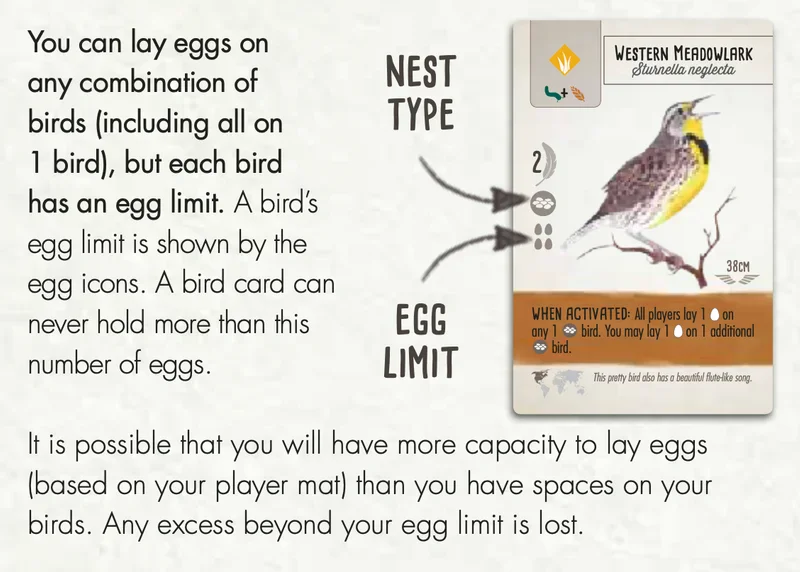 You can lay eggs on
any combination of
birds (including all on
1 bird), but each bird
has an egg limit. A bird's
egg limit is shown by the
egg icons. A bird card can
never hold more than this
number of eggs.
NEST
TYPE
EGG
LIMIT
WESTERN MEADOWLARK
Sturnella neglecta
2
38CM
WHEN ACTIVATED: All players lay 1 on
any 1 bird. You may lay 1 on 1 additional
bird.
This pretty bird also has a beautiful flute-like song.
It is possible that you will have more capacity to lay eggs
(based on your player mat) than you have spaces on your
birds. Any excess beyond your egg limit is lost.